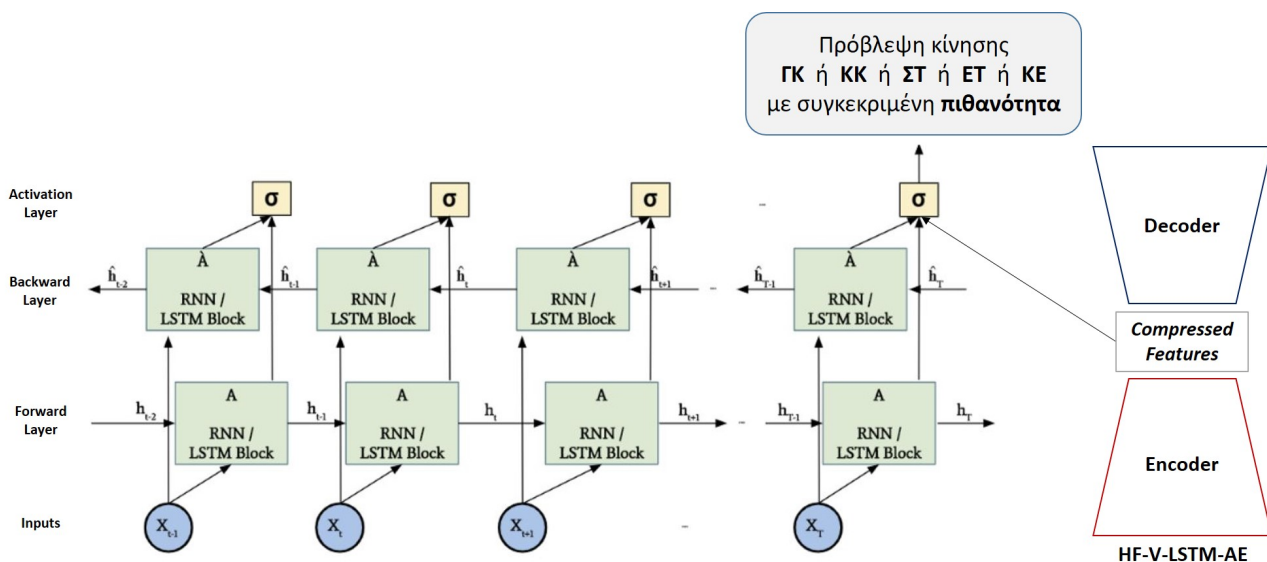 Πρόβλεψη κίνησης
ΓΚ ή ΚΚ ή ΣΤ ή ΕΤ ή ΚΕ
με συγκεκριμένη πιθανότητα
Activation
Layer
σ
σ
σ
σ
Decoder
Backward
Layer
ĥt-2
À
RNN /
LSTM Block
ĥt-1
À
RNN /
LSTM Block
ĥt
À
RNN /
LSTM Block
ĥt+1
ĥT-1
À
RNN /
LSTM Block
ĥT
Compressed
Features
Forward
Layer
ht-2
A
RNN /
LSTM Block
ht-1
A
RNN /
LSTM Block
ht
A
RNN /
LSTM Block
ht+1
hT-1
A
RNN /
LSTM Block
hT
Encoder
Inputs
Xt-1
Xt
Xt+1
XT
HF-V-LSTM-AE